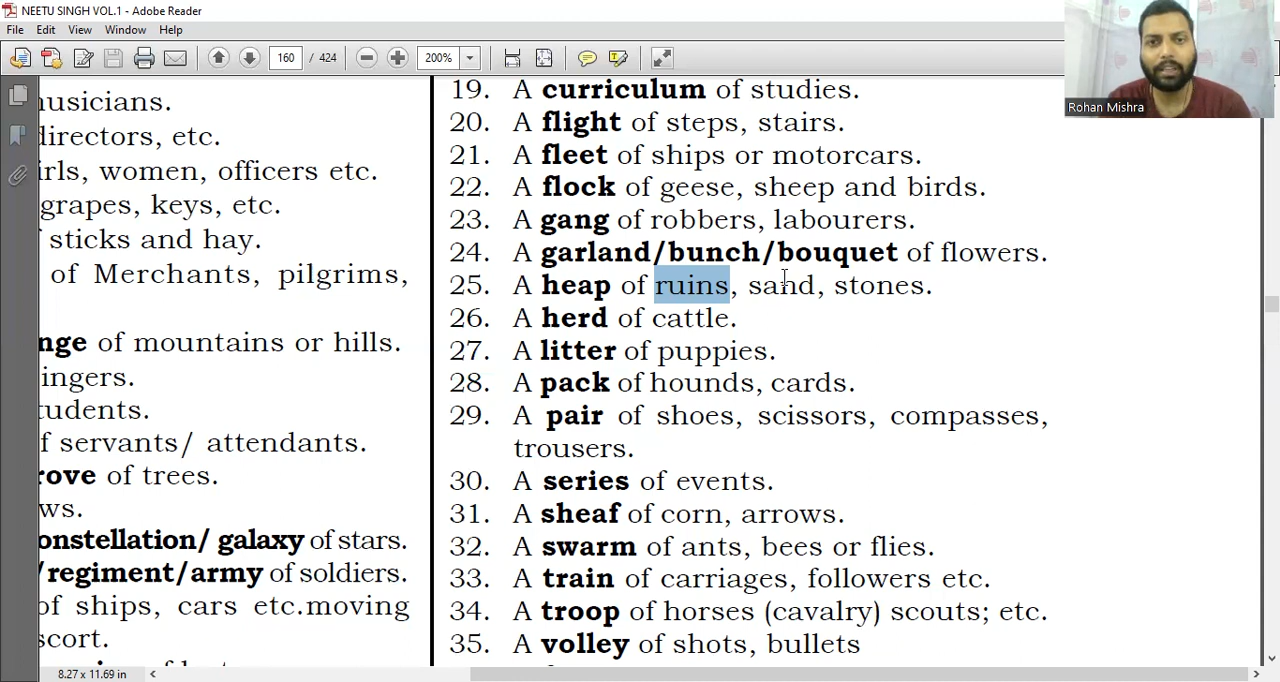 NEETU SINGH VOL.1 - Adobe Reader
File Edit View Window Help
160 / 424 200%
Rohan Mishra
musicians.
directors, etc.
irls, women, officers etc.
grapes, keys, etc.
sticks and hay.
of Merchants, pilgrims,
nge of mountains or hills.
ingers.
tudents.
f servants/ attendants.
rove of trees.
ws.
onstellation/ galaxy of stars.
/regiment/army of soldiers.
of ships, cars etc.moving
scort.
19. A curriculum of studies.
20. A flight of steps, stairs.
21. A fleet of ships or motorcars.
22. A flock of geese, sheep and birds.
23. A gang of robbers, labourers.
24. A garland/bunch/bouquet of flowers.
25. A heap of ruins, sand, stones.
26. A herd of cattle.
27. A litter of puppies.
28. A pack of hounds, cards.
29. A pair of shoes, scissors, compasses,
trousers.
30. A series of events.
31. A sheaf of corn, arrows.
32. A swarm of ants, bees or flies.
33. A train of carriages, followers etc.
34. A troop of horses (cavalry) scouts; etc.
35. A volley of shots, bullets
8.27 x 11.69 in